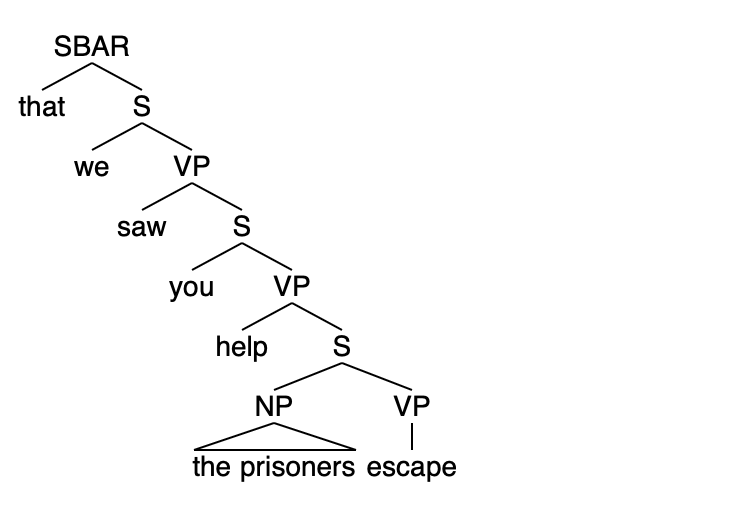 SBAR
that S
we VP
saw S
you VP
help S
NP VP
the prisoners escape